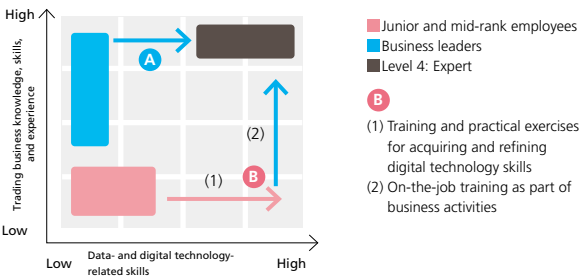 High
Trading business knowledge, skills,
and experience
Low
A
(2)
B
(1)
Low
Data- and digital technology-
related skills
High
Junior and mid-rank employees
Business leaders
Level 4: Expert
B
(1) Training and practical exercises
for acquiring and refining
digital technology skills
(2) On-the-job training as part of
business activities